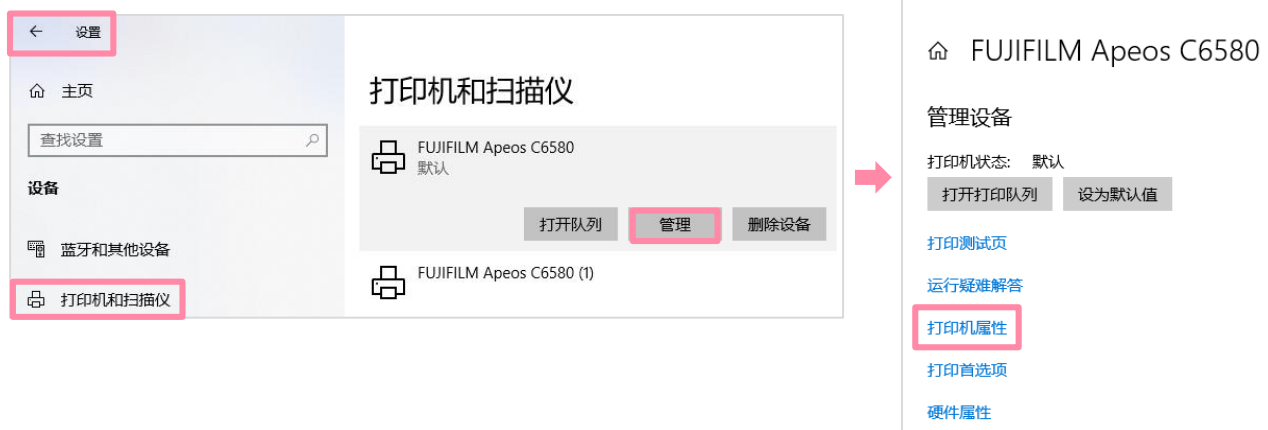 设置
主页
查找设置
设备
蓝牙和其他设备
打印机和扫描仪
打印机和扫描仪
FUJIFILM Apeos C6580
默认
打开队列 管理 删除设备
FUJIFILM Apeos C6580 (1)
FUJIFILM Apeos C6580
管理设备
打印机状态: 默认
打开打印队列 设为默认值
打印测试页
运行疑难解答
打印机属性
打印首选项
硬件属性